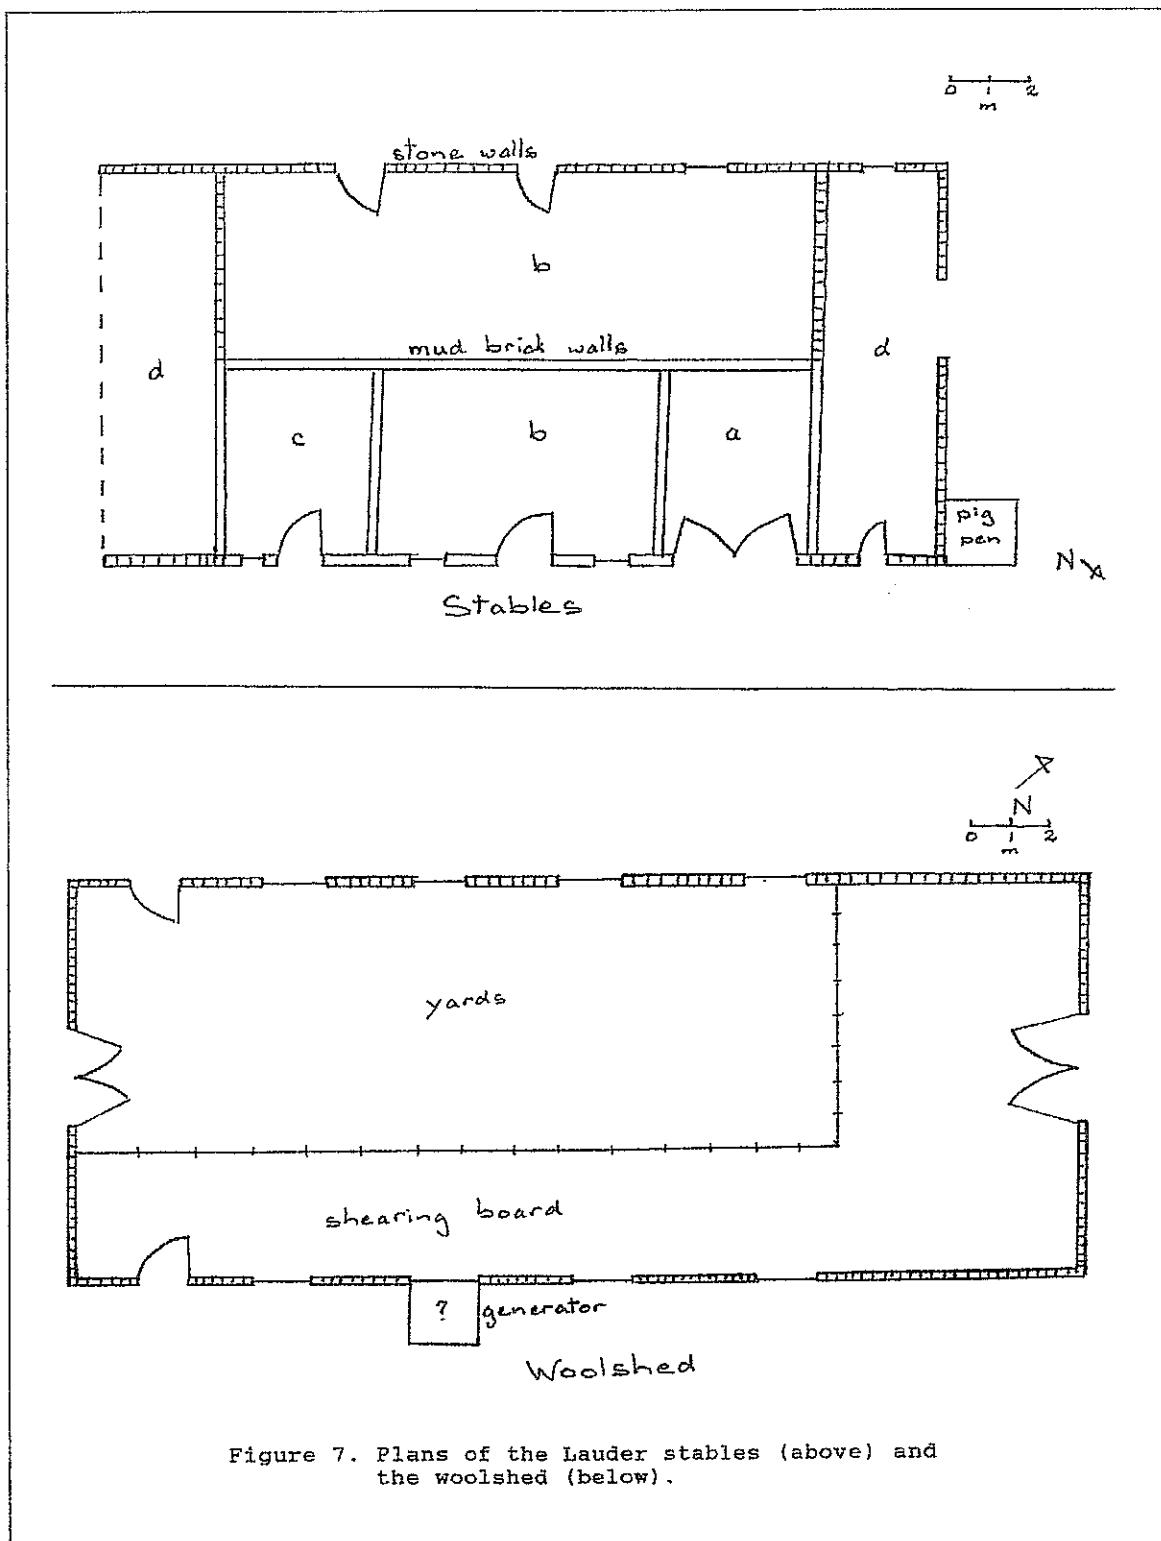 0 1 2
m
stone walls
b
mud brick walls
d
d
c
b
a
pig
pen
N
Stables
N
0 1 2
m
yards
shearing board
? generator
Woolshed
Figure 7. Plans of the Lauder stables (above) and
the woolshed (below).